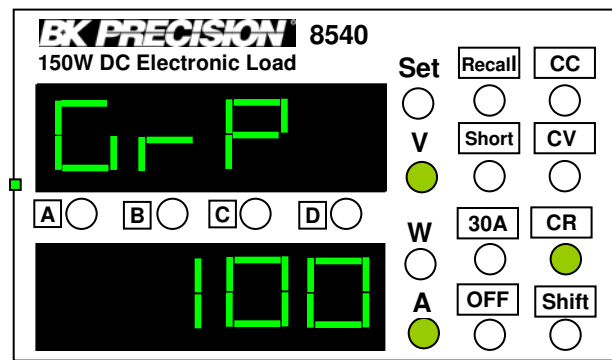 BK PRECISION® 8540
150W DC Electronic Load
Set Recall CC
GrP
V Short CV
A B C D
W 30A CR
100
A OFF Shift